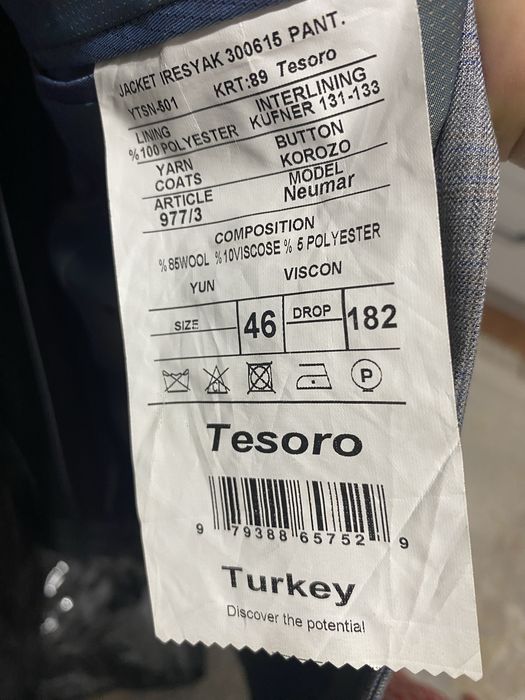 JACKET IRESYAK 300615 PANT.
YTSN-501 KRT:89 Tesoro
LINING INTERLINING
%100 POLYESTER KUFNER 131-133
YARN BUTTON
COATS KOROZO
ARTICLE MODEL
977/3 Neumar
COMPOSITION
%85WOOL %10VISCOSE % 5 POLYESTER
YUN VISCON
SIZE 46 DROP 182
P
Tesoro
9 79388 65752 9
Turkey
Discover the potential